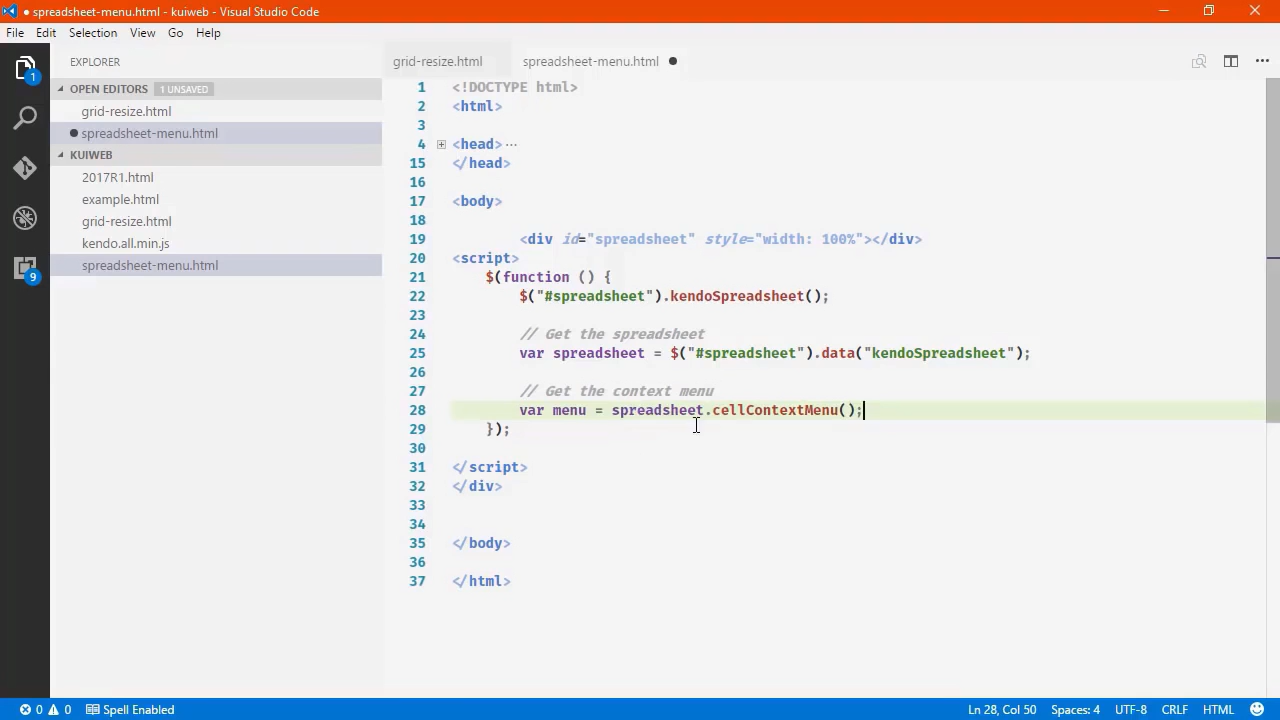 ● spreadsheet-menu.html - kuiweb - Visual Studio Code
File Edit Selection View Go Help
EXPLORER
OPEN EDITORS 1 UNSAVED
grid-resize.html
● spreadsheet-menu.html
KUIWEB
2017R1.html
example.html
grid-resize.html
kendo.all.min.js
spreadsheet-menu.html
1
9
grid-resize.html spreadsheet-menu.html ●
1 <!DOCTYPE html>
2 <html>
3
4 <head>···
15 </head>
16
17 <body>
18
19 <div id="spreadsheet" style="width: 100%"></div>
20 <script>
21 $(function () {
22 $("#spreadsheet").kendoSpreadsheet();
23
24 // Get the spreadsheet
25 var spreadsheet = $("#spreadsheet").data("kendoSpreadsheet");
26
27 // Get the context menu
28 var menu = spreadsheet.cellContextMenu();
29 });
30
31 </script>
32 </div>
33
34
35 </body>
36
37 </html>
0 0 Spell Enabled Ln 28, Col 50 Spaces: 4 UTF-8 CRLF HTML